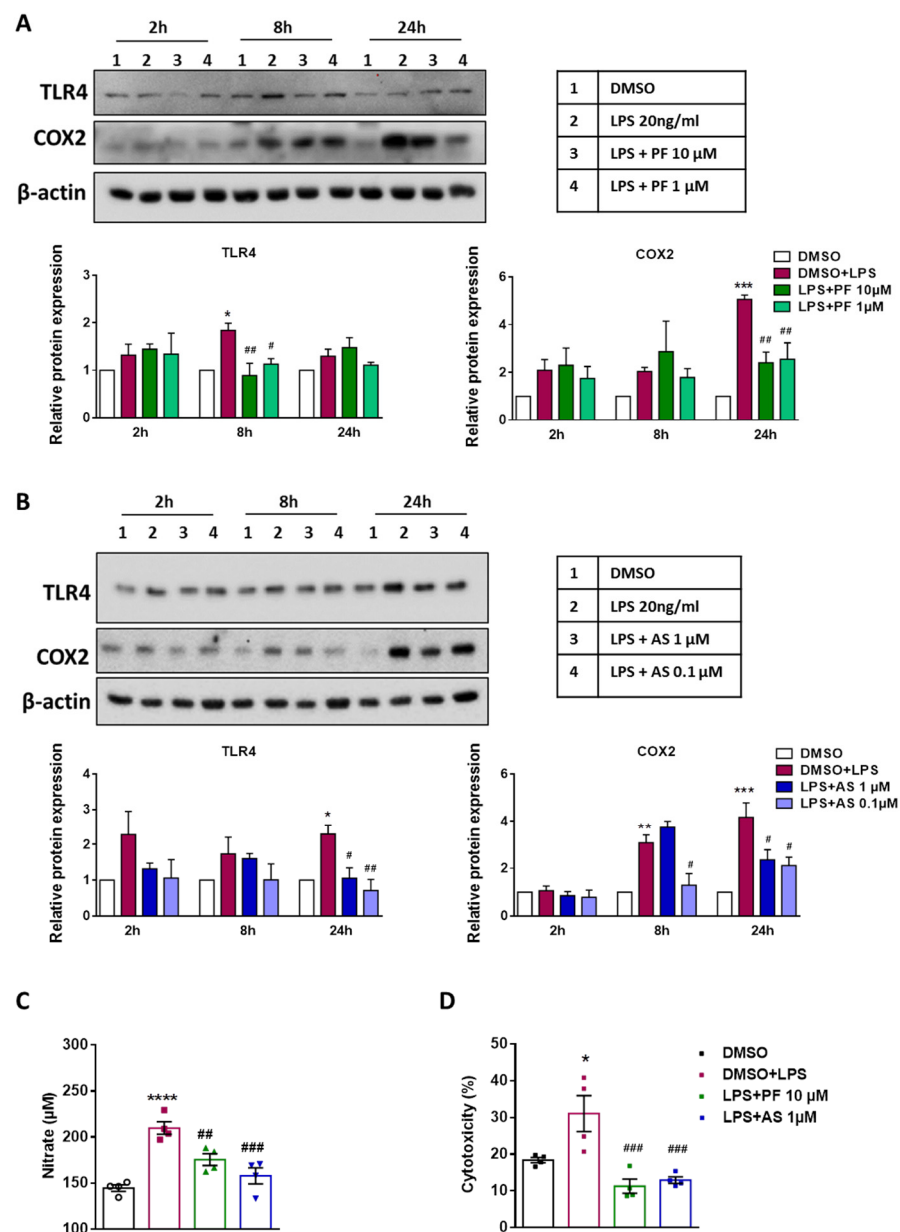 A
2h 8h 24h
1 2 3 4 1 2 3 4 1 2 3 4
TLR4
COX2
β-actin
1 DMSO
2 LPS 20ng/ml
3 LPS + PF 10 µM
4 LPS + PF 1 µM
TLR4
Relative protein expression
3
2
1
0
* ## #
2h 8h 24h
COX2
Relative protein expression
6
4
2
0
*** ## ##
2h 8h 24h
DMSO
DMSO+LPS
LPS+PF 10µM
LPS+PF 1µM
B
2h 8h 24h
1 2 3 4 1 2 3 4 1 2 3 4
TLR4
COX2
β-actin
1 DMSO
2 LPS 20ng/ml
3 LPS + AS 1 µM
4 LPS + AS 0.1 µM
TLR4
Relative protein expression
4
3
2
1
0
* # ##
2h 8h 24h
COX2
Relative protein expression
6
4
2
0
** # *** # #
2h 8h 24h
DMSO
DMSO+LPS
LPS+AS 1 µM
LPS+AS 0.1µM
C
Nitrate (µM)
300
250
200
150
100
**** ## ###
D
Cytotoxicity (%)
50
40
30
20
10
0
* ### ###
DMSO
DMSO+LPS
LPS+PF 10 µM
LPS+AS 1µM